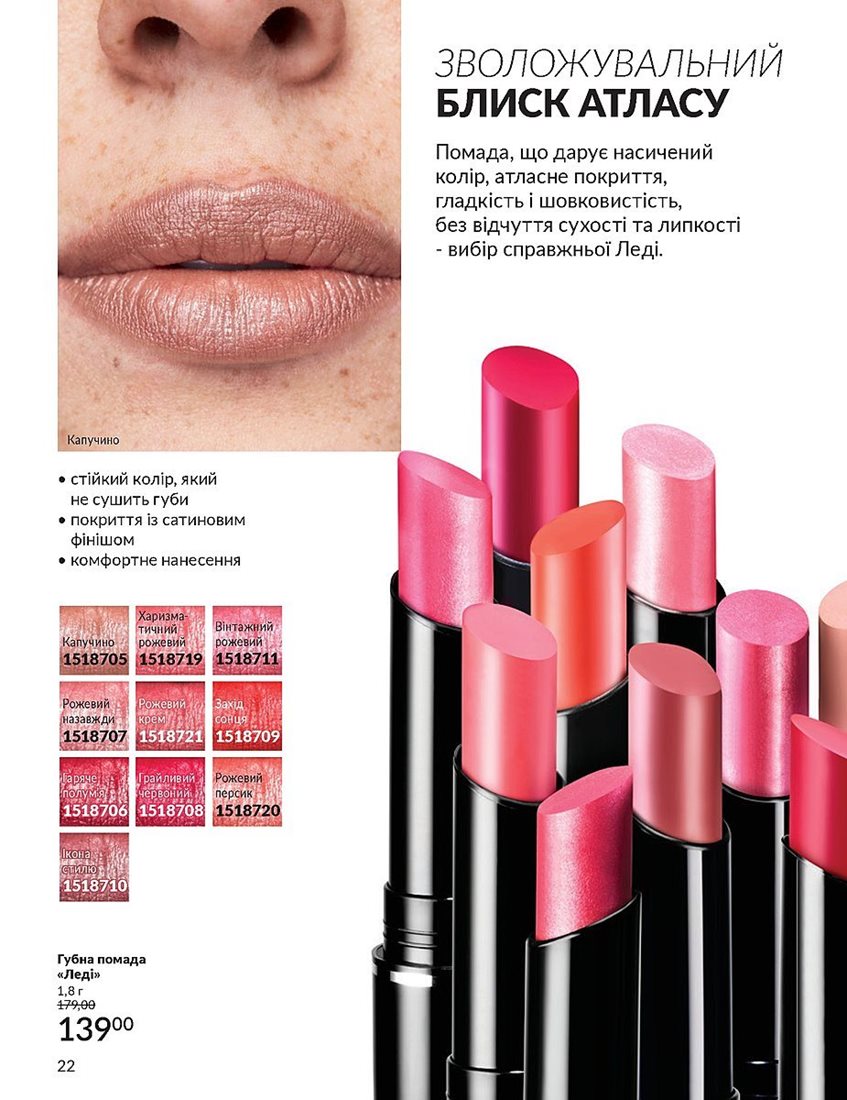 ЗВОЛОЖУВАЛЬНИЙ
БЛИСК АТЛАСУ
Помада, що дарує насичений
колір, атласне покриття,
гладкість і шовковистість,
без відчуття сухості та липкості
- вибір справжньої Леді.
Капучино
• стійкий колір, який
не сушить губи
• покриття із сатиновим
фінішом
• комфортне нанесення
Капучино
1518705
Харизма-
тичний
рожевий
1518719
Вінтажний
рожевий
1518711
Рожевий
назавжди
1518707
Рожевий
крем
1518721
Захід
сонця
1518709
Гаряче
полум'я
1518706
Грайливий
червоний
1518708
Рожевий
персик
1518720
Ікона
стилю
1518710
Губна помада
«Леді»
1,8 г
179,00
13900
22